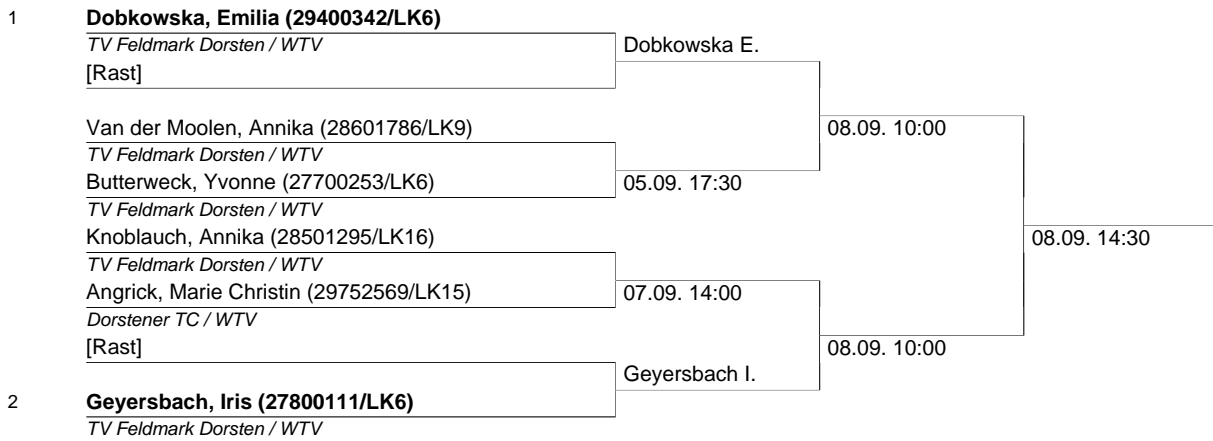 1 Dobkowska, Emilia (29400342/LK6)
TV Feldmark Dorsten / WTV Dobkowska E.
[Rast]
Van der Moolen, Annika (28601786/LK9) 08.09. 10:00
TV Feldmark Dorsten / WTV
Butterweck, Yvonne (27700253/LK6) 05.09. 17:30
TV Feldmark Dorsten / WTV
Knoblauch, Annika (28501295/LK16) 08.09. 14:30
TV Feldmark Dorsten / WTV
Angrick, Marie Christin (29752569/LK15) 07.09. 14:00
Dorstener TC / WTV
[Rast] 08.09. 10:00
Geyersbach I.
2 Geyersbach, Iris (27800111/LK6)
TV Feldmark Dorsten / WTV